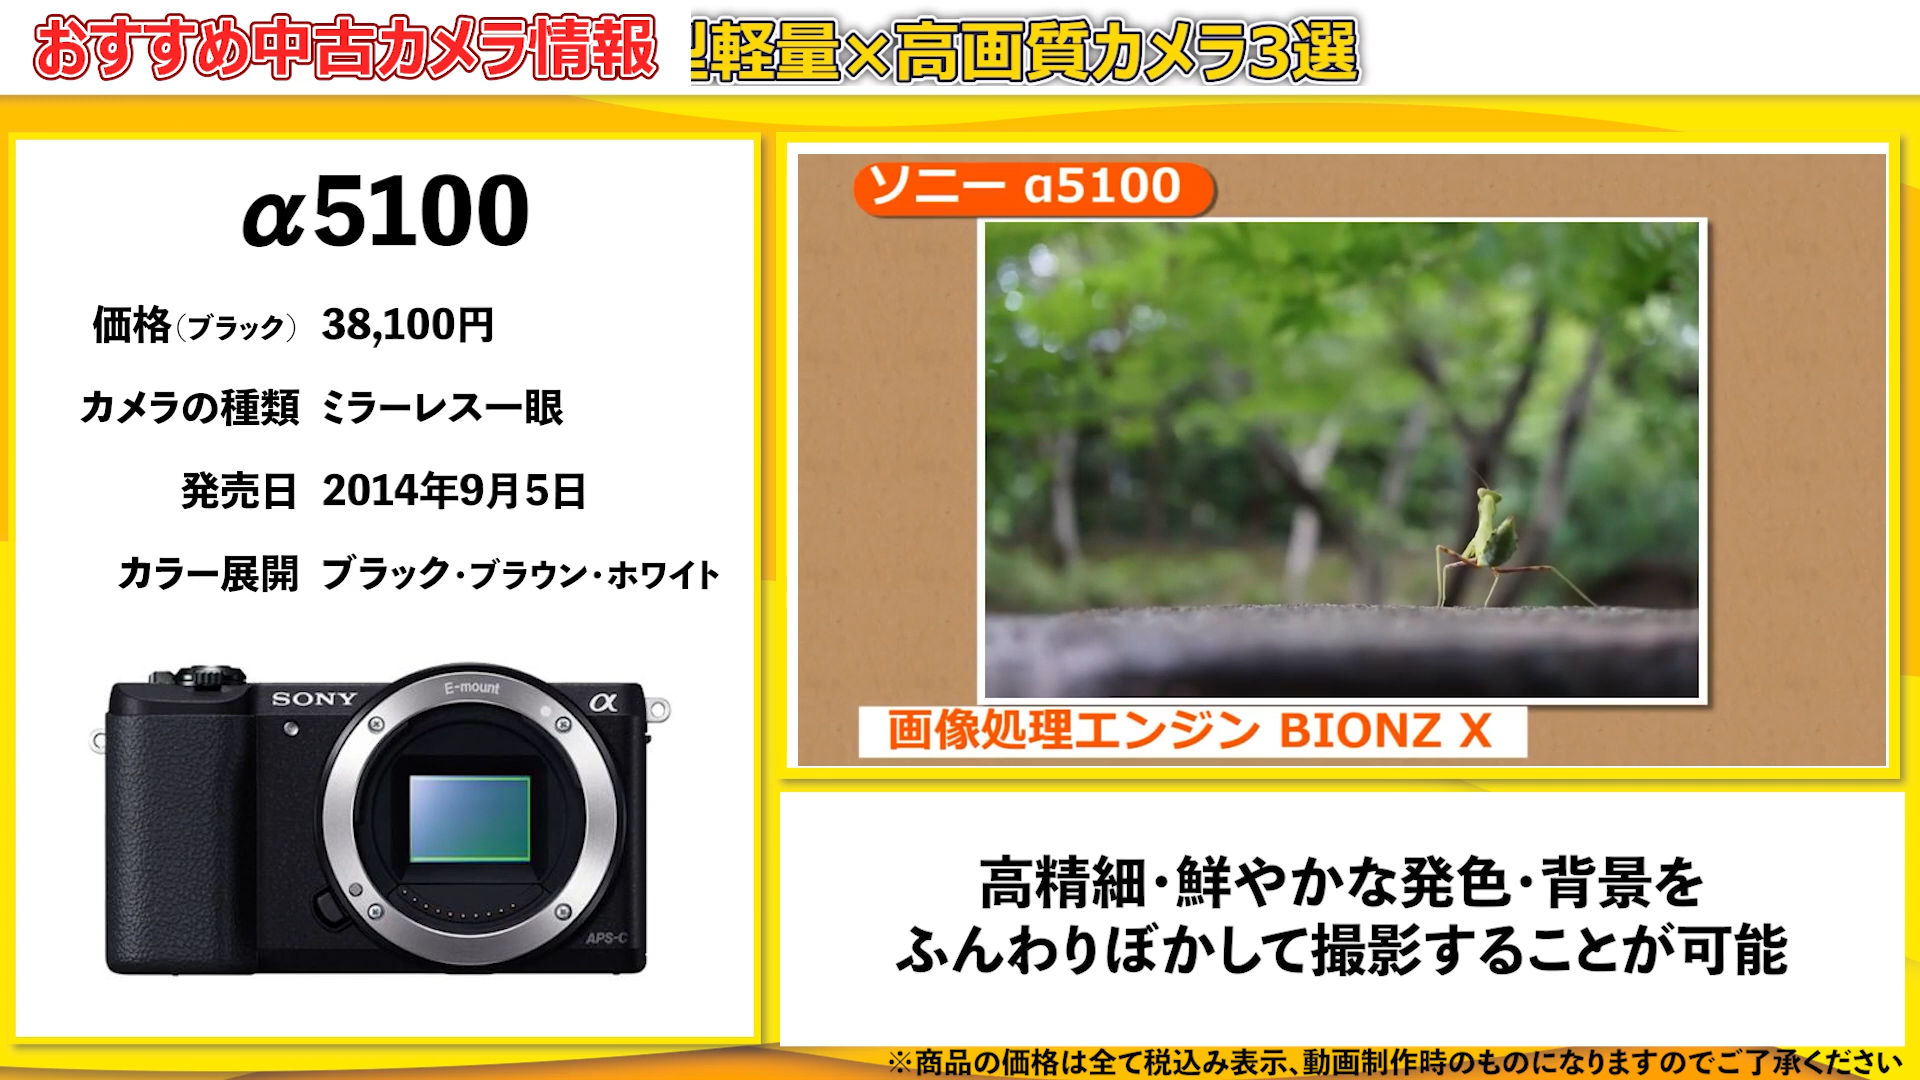 おすすめ中古カメラ情報
型軽量×高画質カメラ3選
α5100
価格(ブラック) 38,100円
カメラの種類 ミラーレス一眼
発売日 2014年9月5日
カラー展開 ブラック・ブラウン・ホワイト
SONY
E-mount
α
APS-C
ソニー α5100
画像処理エンジン BIONZ X
高精細・鮮やかな発色・背景を
ふんわりぼかして撮影することが可能
※商品の価格は全て税込み表示、動画制作時のものになりますのでご了承ください